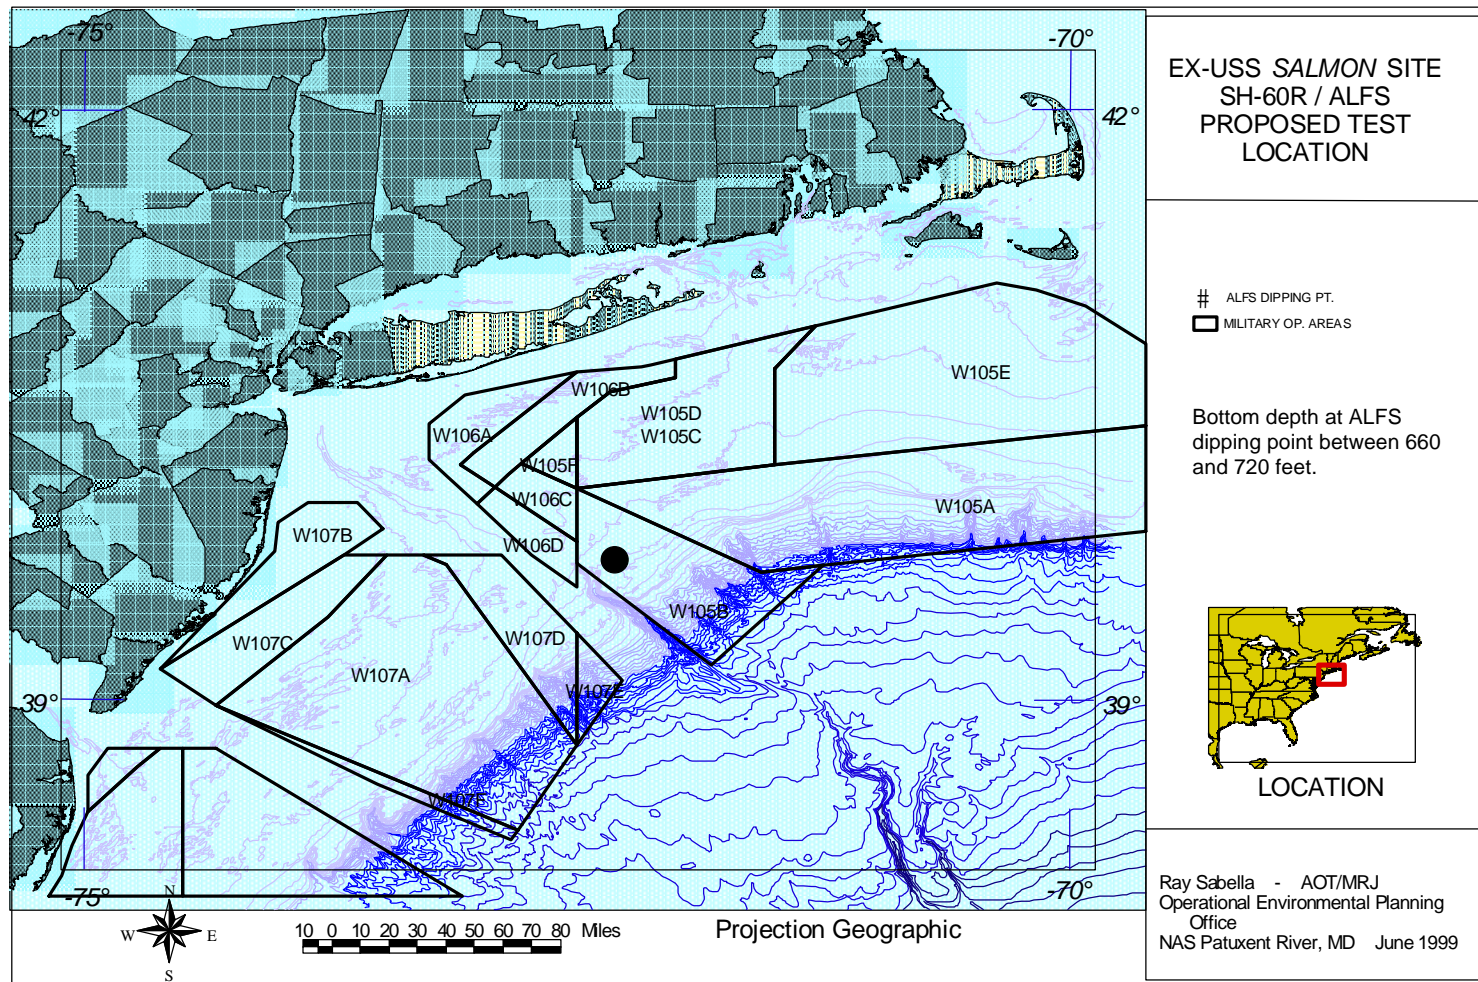 -75°
-70°
42°
42°
EX-USS SALMON SITE
SH-60R / ALFS
PROPOSED TEST
LOCATION
# ALFS DIPPING PT.
MILITARY OP. AREAS
W105E
W106B
W105D
W105C
W106A
Bottom depth at ALFS
dipping point between 660
and 720 feet.
W105F
W106C
W105A
W107B
W106D
W105B
W107C
W107D
W107A
W107E
39°
39°
LOCATION
W107F
-75°
-70°
N
W E
S
10 0 10 20 30 40 50 60 70 80 Miles
Projection Geographic
Ray Sabella - AOT/MRJ
Operational Environmental Planning
Office
NAS Patuxent River, MD June 1999